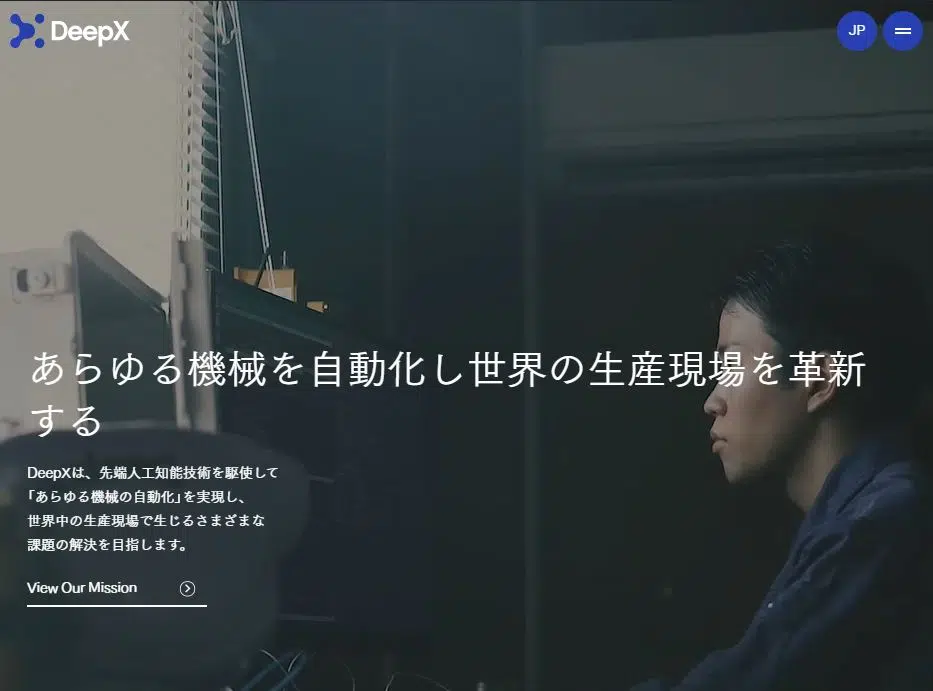 DeepX
JP
あらゆる機械を自動化し世界の生産現場を革新
する
DeepXは、先端人工知能技術を駆使して
「あらゆる機械の自動化」を実現し、
世界中の生産現場で生じるさまざまな
課題の解決を目指します。
View Our Mission